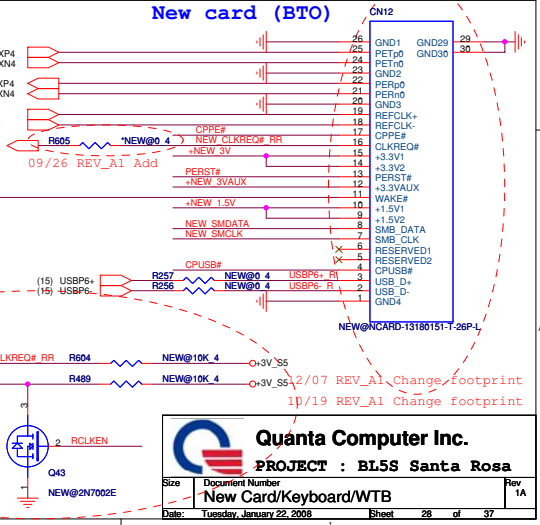 New card (BTO)
CN12
26 GND1 GND29 29
25 PETp0 GND30 30
24 PETn0
23 GND2
22 PERp0
21 PERn0
20 GND3
19 REFCLK+
18 REFCLK-
CPPE# 17 CPPE#
R605 *NEW@0_4 NEW_CLKREQ#_RR 16 CLKREQ#
+NEW_3V 15 +3.3V1
14 +3.3V2
PERST# 13 PERST#
+NEW_3VAUX 12 +3.3VAUX
11 WAKE#
+NEW_1.5V 10 +1.5V1
9 +1.5V2
NEW_SMDATA 8 SMB_DATA
NEW_SMCLK 7 SMB_CLK
6 RESERVED1
5 RESERVED2
CPUSB# 4 CPUSB#
(15) USBP6+ R257 NEW@0_4 USBP6+_R 3 USB_D+
(15) USBP6- R256 NEW@0_4 USBP6-_R 2 USB_D-
1 GND4
XP4
XN4
XP4
XN4
09/26 REV_A1 Add
NEW@NCARD-13180151-T-26P-L
LKREQ#_RR R604 NEW@10K_4 +3V_S5
R489 NEW@10K_4 +3V_S5
12/07 REV_A1 Change footprint
10/19 REV_A1 Change footprint
3
2 RCLKEN
1
Q43
NEW@2N7002E
Quanta Computer Inc.
PROJECT : BL5S Santa Rosa
Size Document Number Rev
New Card/Keyboard/WTB 1A
Date: Tuesday, January 22, 2008 Sheet 28 of 37